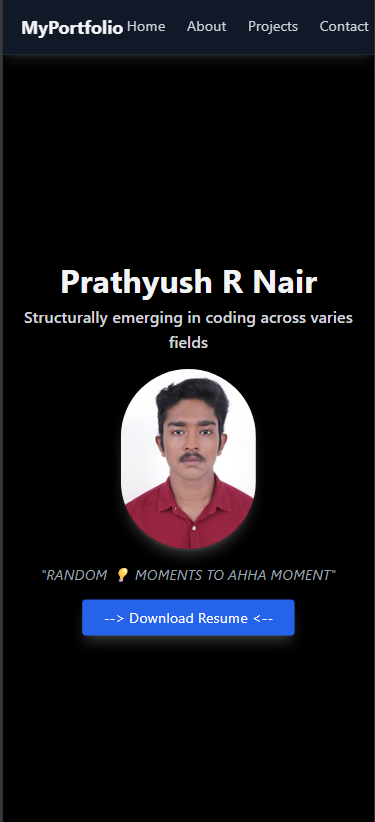 MyPortfolio Home About Projects Contact
Prathyush R Nair
Structurally emerging in coding across varies
fields
"RANDOM 💡 MOMENTS TO AHHA MOMENT"
--> Download Resume <--